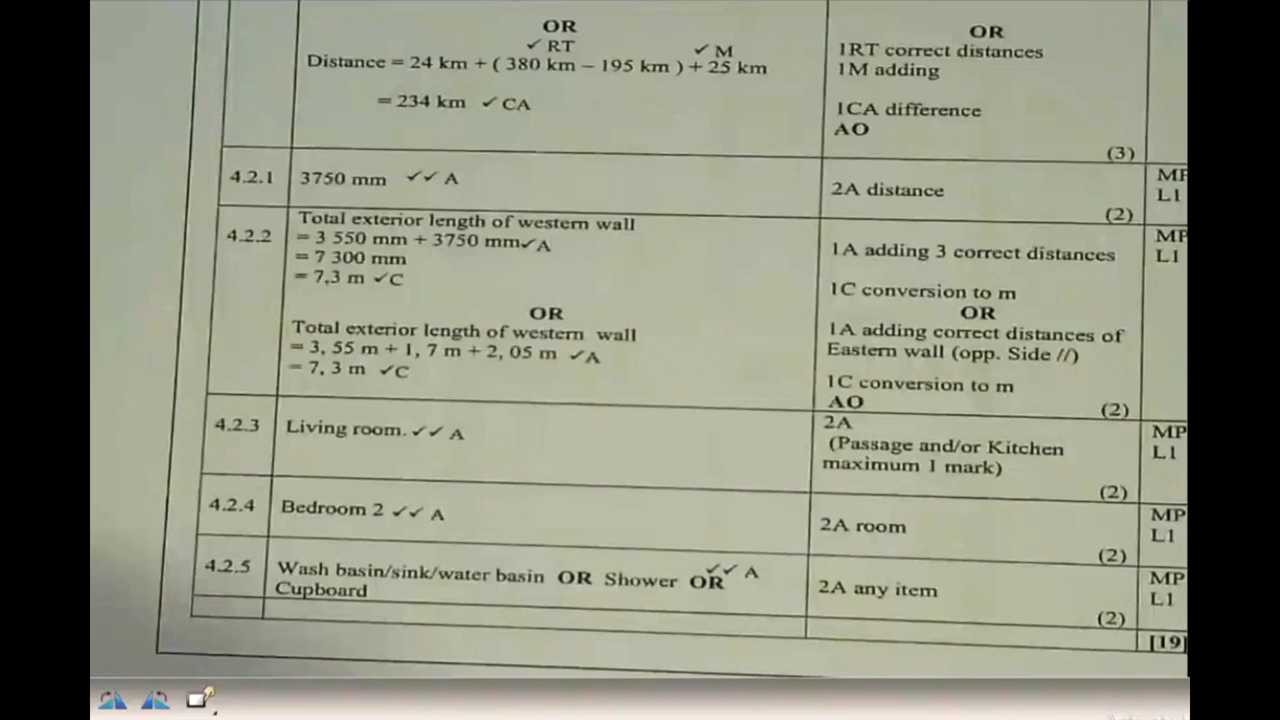 OR
✓ RT ✓ M
Distance = 24 km + ( 380 km – 195 km ) + 25 km
= 234 km ✓ CA
OR
1RT correct distances
1M adding
1CA difference
AO
(3)
4.2.1
3750 mm ✓✓ A
2A distance
(2)
MP
L1
4.2.2
Total exterior length of western wall
= 3 550 mm + 3750 mm✓A
= 7 300 mm
= 7,3 m ✓C
OR
Total exterior length of western wall
= 3, 55 m + 1, 7 m + 2, 05 m ✓A
= 7, 3 m ✓C
1A adding 3 correct distances
1C conversion to m
OR
1A adding correct distances of
Eastern wall (opp. Side //)
1C conversion to m
AO
(2)
MP
L1
4.2.3
Living room. ✓✓ A
2A
(Passage and/or Kitchen
maximum 1 mark)
(2)
MP
L1
4.2.4
Bedroom 2 ✓✓ A
2A room
(2)
MP
L1
4.2.5
Wash basin/sink/water basin OR Shower OR ✓✓ A
Cupboard
2A any item
(2)
MP
L1
[19]